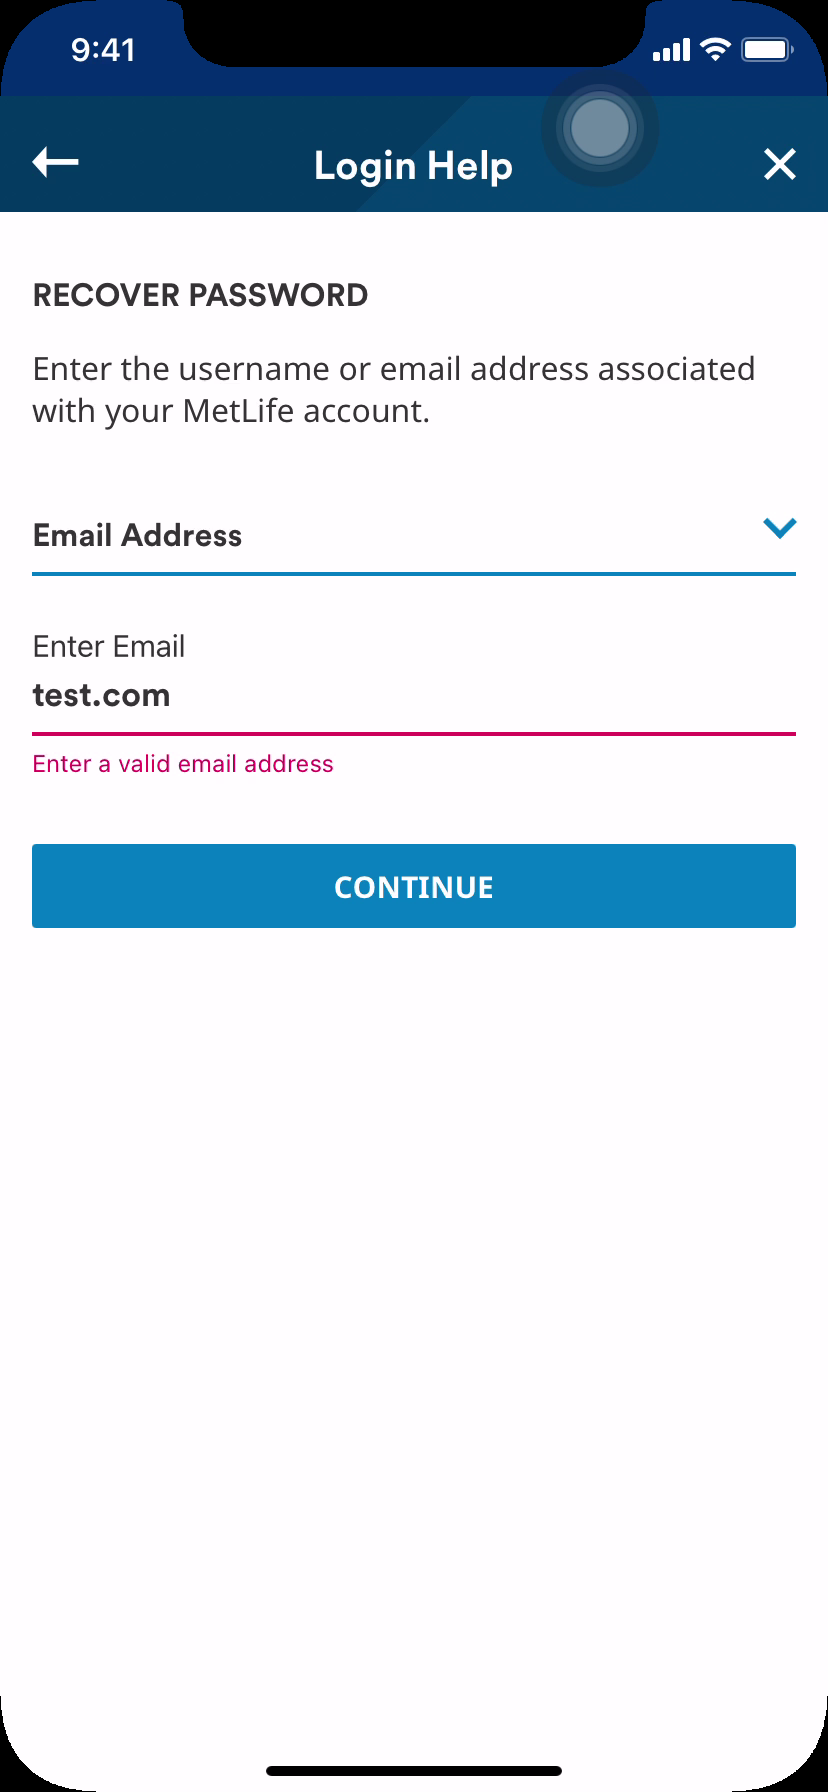 9:41
Login Help
RECOVER PASSWORD
Enter the username or email address associated
with your MetLife account.
Email Address
Enter Email
test.com
Enter a valid email address
CONTINUE